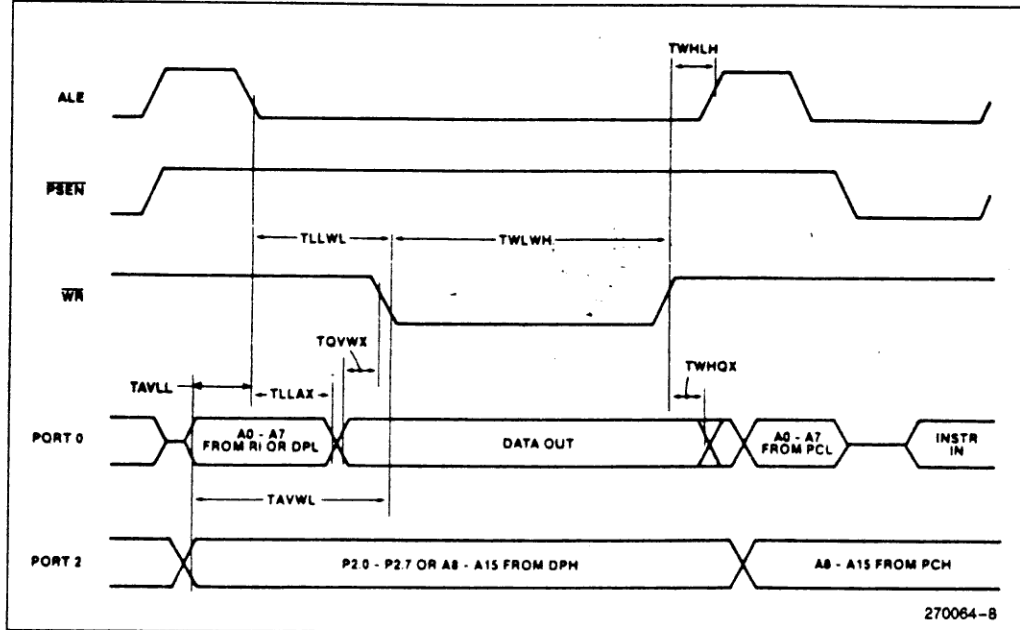 TWHLH
ALE
PSEN
TLLWL
TWLWH
WR
TQVWX
TWHQX
TAVLL
TLLAX
PORT 0
A0 - A7
FROM RI OR DPL
DATA OUT
A0 - A7
FROM PCL
INSTR
IN
TAVWL
PORT 2
P2.0 - P2.7 OR A8 - A15 FROM DPH
A8 - A15 FROM PCH
270064-8